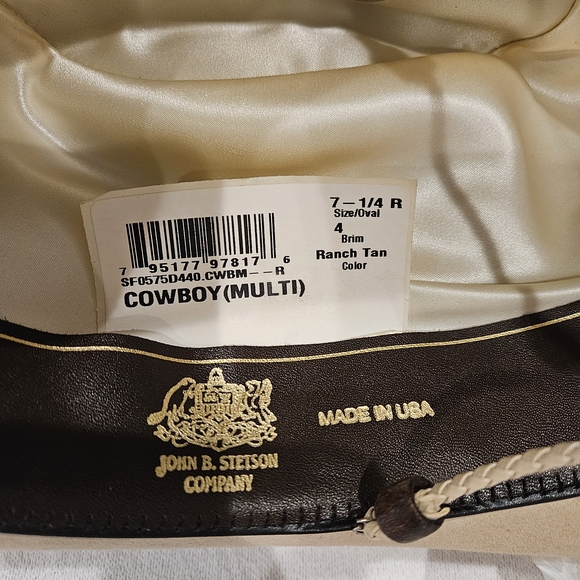 7-1/4 R
Size/Oval
4
Brim
Ranch Tan
Color
7 95177 97817 6
SF0575D440.CWBM--R
COWBOY(MULTI)
JOHN B. STETSON
COMPANY
MADE IN USA